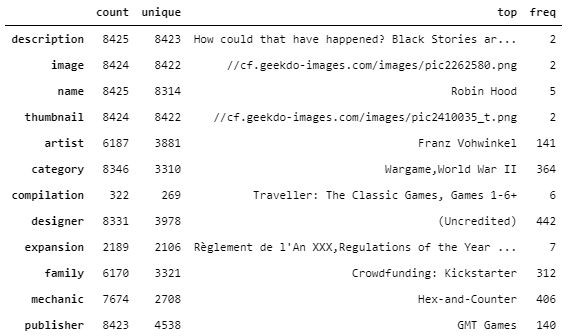 count unique top freq
description 8425 8423 How could that have happened? Black Stories ar... 2
image 8424 8422 //cf.geekdo-images.com/images/pic2262580.png 2
name 8425 8314 Robin Hood 5
thumbnail 8424 8422 //cf.geekdo-images.com/images/pic2410035_t.png 2
artist 6187 3881 Franz Vohwinkel 141
category 8346 3310 Wargame,World War II 364
compilation 322 269 Traveller: The Classic Games, Games 1-6+ 6
designer 8331 3978 (Uncredited) 442
expansion 2189 2106 Règlement de l'An XXX,Regulations of the Year ... 7
family 6170 3321 Crowdfunding: Kickstarter 312
mechanic 7674 2708 Hex-and-Counter 406
publisher 8423 4538 GMT Games 140